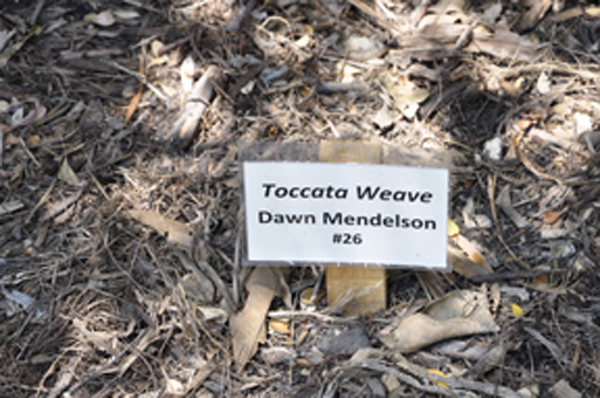 Toccata Weave
Dawn Mendelson
#26